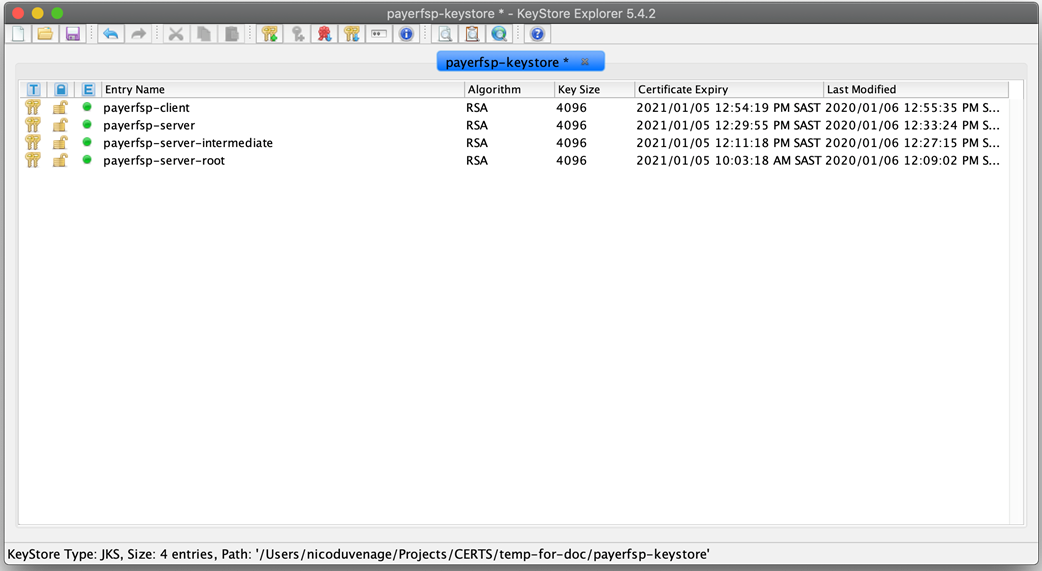 payerfsp-keystore * - KeyStore Explorer 5.4.2
payerfsp-keystore *
T E Entry Name Algorithm Key Size Certificate Expiry Last Modified
payerfsp-client RSA 4096 2021/01/05 12:54:19 PM SAST 2020/01/06 12:55:35 PM S...
payerfsp-server RSA 4096 2021/01/05 12:29:55 PM SAST 2020/01/06 12:33:24 PM S...
payerfsp-server-intermediate RSA 4096 2021/01/05 12:11:18 PM SAST 2020/01/06 12:27:15 PM S...
payerfsp-server-root RSA 4096 2021/01/05 10:03:18 AM SAST 2020/01/06 12:09:02 PM S...
KeyStore Type: JKS, Size: 4 entries, Path: '/Users/nicoduvenage/Projects/CERTS/temp-for-doc/payerfsp-keystore'